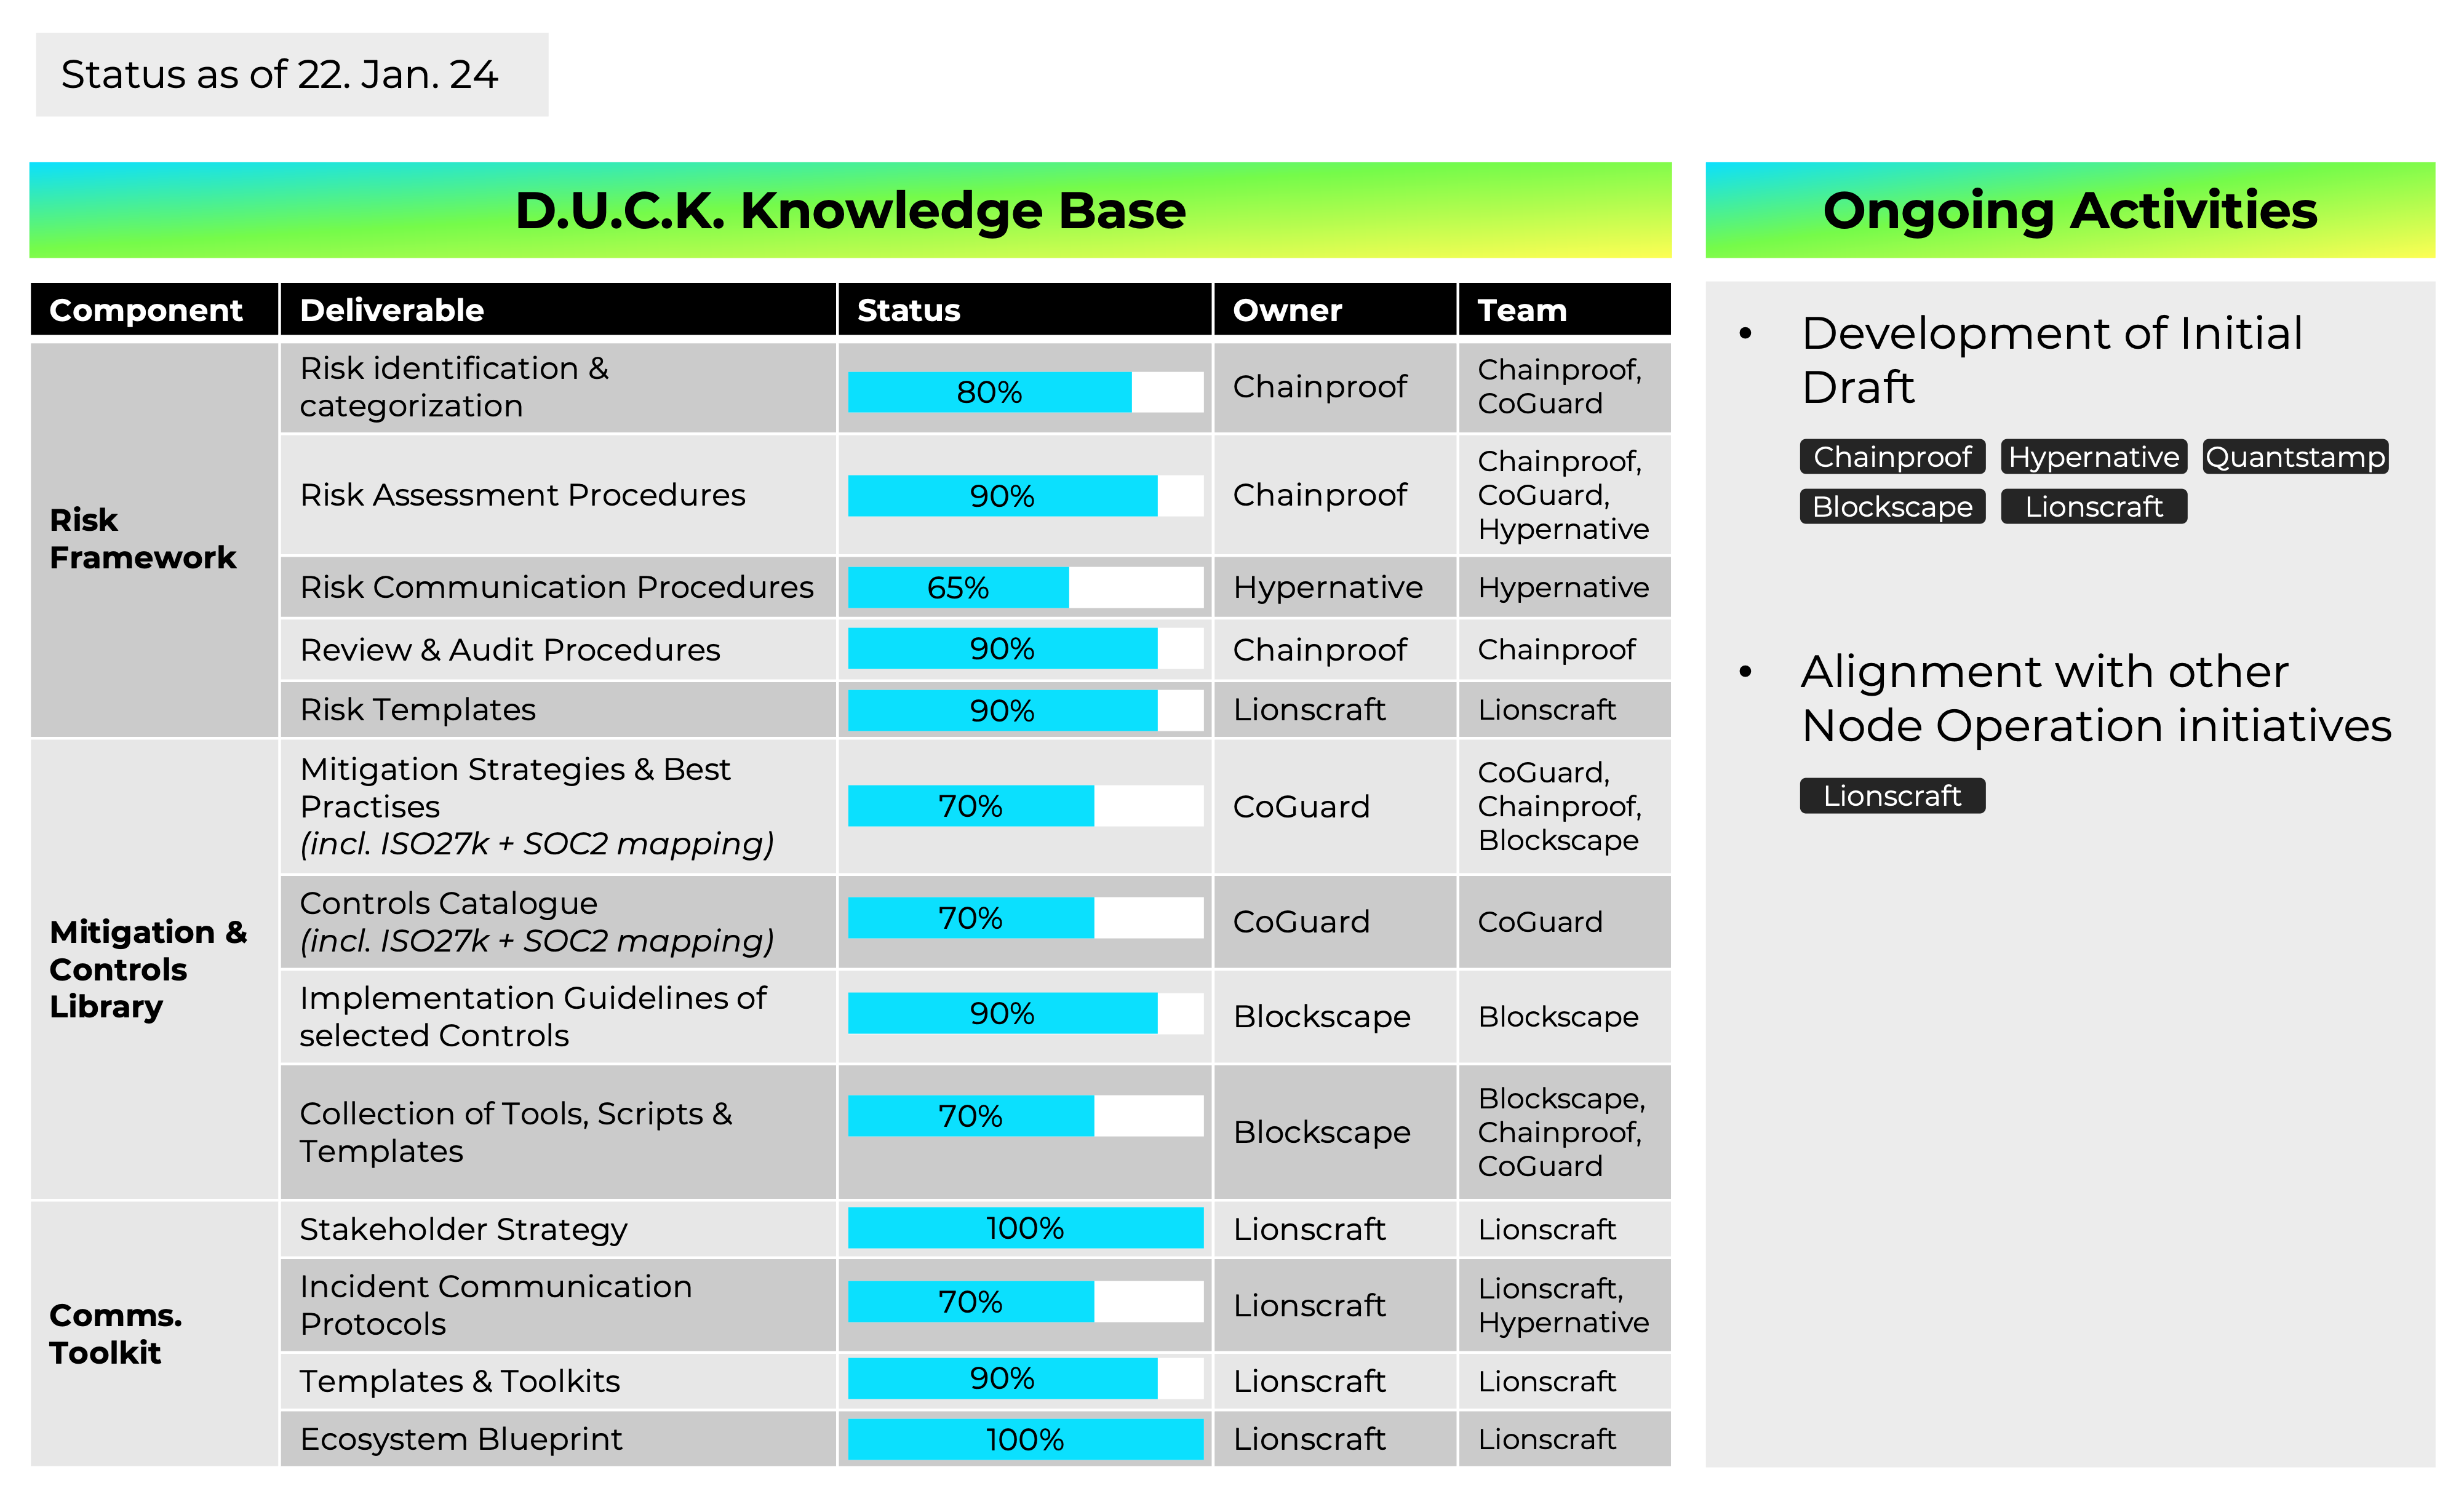 Status as of 22. Jan. 24
D.U.C.K. Knowledge Base
Component
Deliverable
Status
Owner
Team
Risk
Framework
Risk identification &
categorization
80%
Chainproof
Chainproof,
CoGuard
Risk Assessment Procedures
90%
Chainproof
Chainproof,
CoGuard,
Hypernative
Risk Communication Procedures
65%
Hypernative
Hypernative
Review & Audit Procedures
90%
Chainproof
Chainproof
Risk Templates
90%
Lionscraft
Lionscraft
Mitigation &
Controls
Library
Mitigation Strategies & Best
Practises
(incl. ISO27k + SOC2 mapping)
70%
CoGuard
CoGuard,
Chainproof,
Blockscape
Controls Catalogue
(incl. ISO27k + SOC2 mapping)
70%
CoGuard
CoGuard
Implementation Guidelines of
selected Controls
90%
Blockscape
Blockscape
Collection of Tools, Scripts &
Templates
70%
Blockscape
Blockscape,
Chainproof,
CoGuard
Comms.
Toolkit
Stakeholder Strategy
100%
Lionscraft
Lionscraft
Incident Communication
Protocols
70%
Lionscraft
Lionscraft,
Hypernative
Templates & Toolkits
90%
Lionscraft
Lionscraft
Ecosystem Blueprint
100%
Lionscraft
Lionscraft
Ongoing Activities
• Development of Initial
Draft
Chainproof Hypernative Quantstamp
Blockscape Lionscraft
• Alignment with other
Node Operation initiatives
Lionscraft